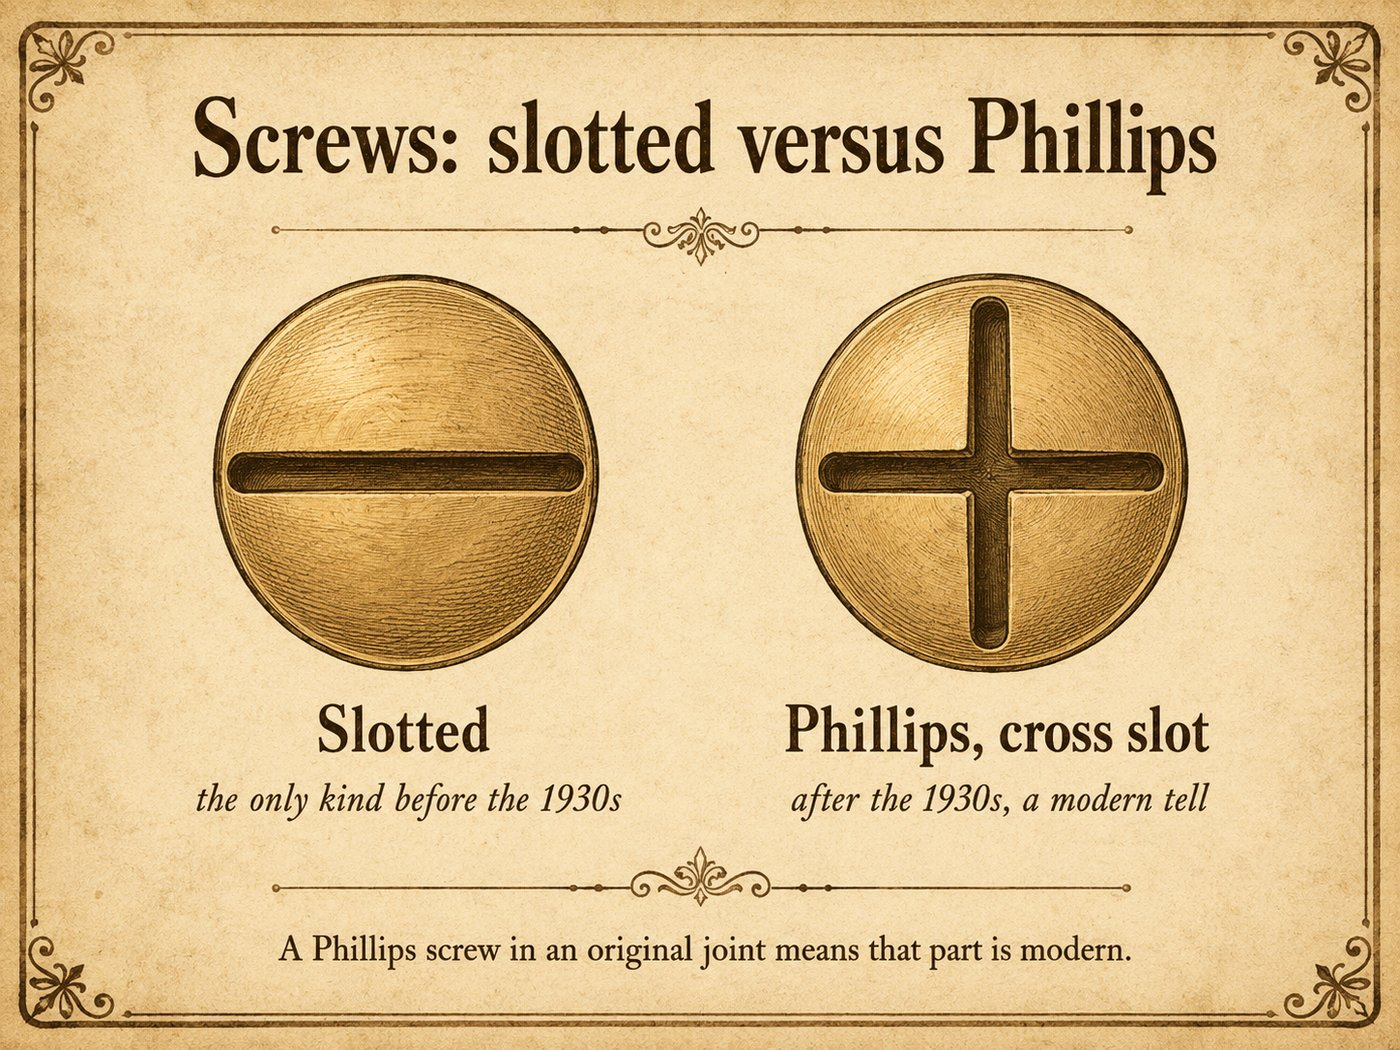 Screws: slotted versus Phillips
Slotted
the only kind before the 1930s
Phillips, cross slot
after the 1930s, a modern tell
A Phillips screw in an original joint means that part is modern.